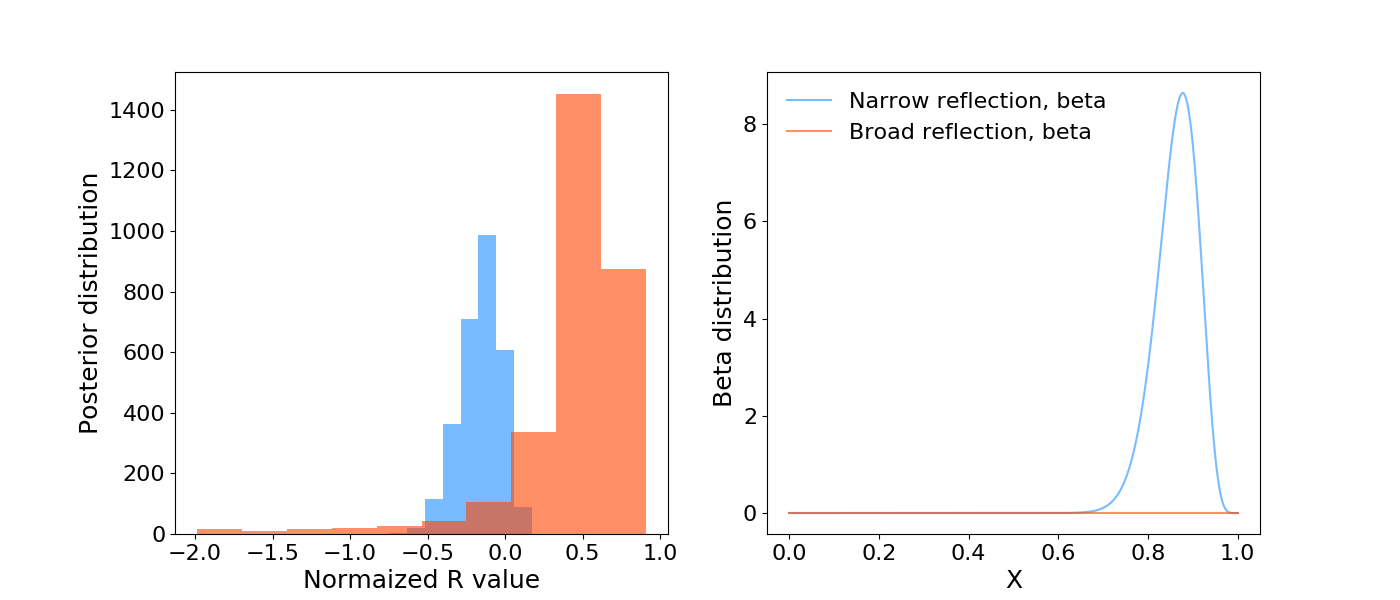 Posterior distribution
1400
1200
1000
800
600
400
200
0
−2.0 −1.5 −1.0 −0.5 0.0 0.5 1.0
Normaized R value
Beta distribution
8
6
4
2
0
0.0 0.2 0.4 0.6 0.8 1.0
X
Narrow reflection, beta
Broad reflection, beta